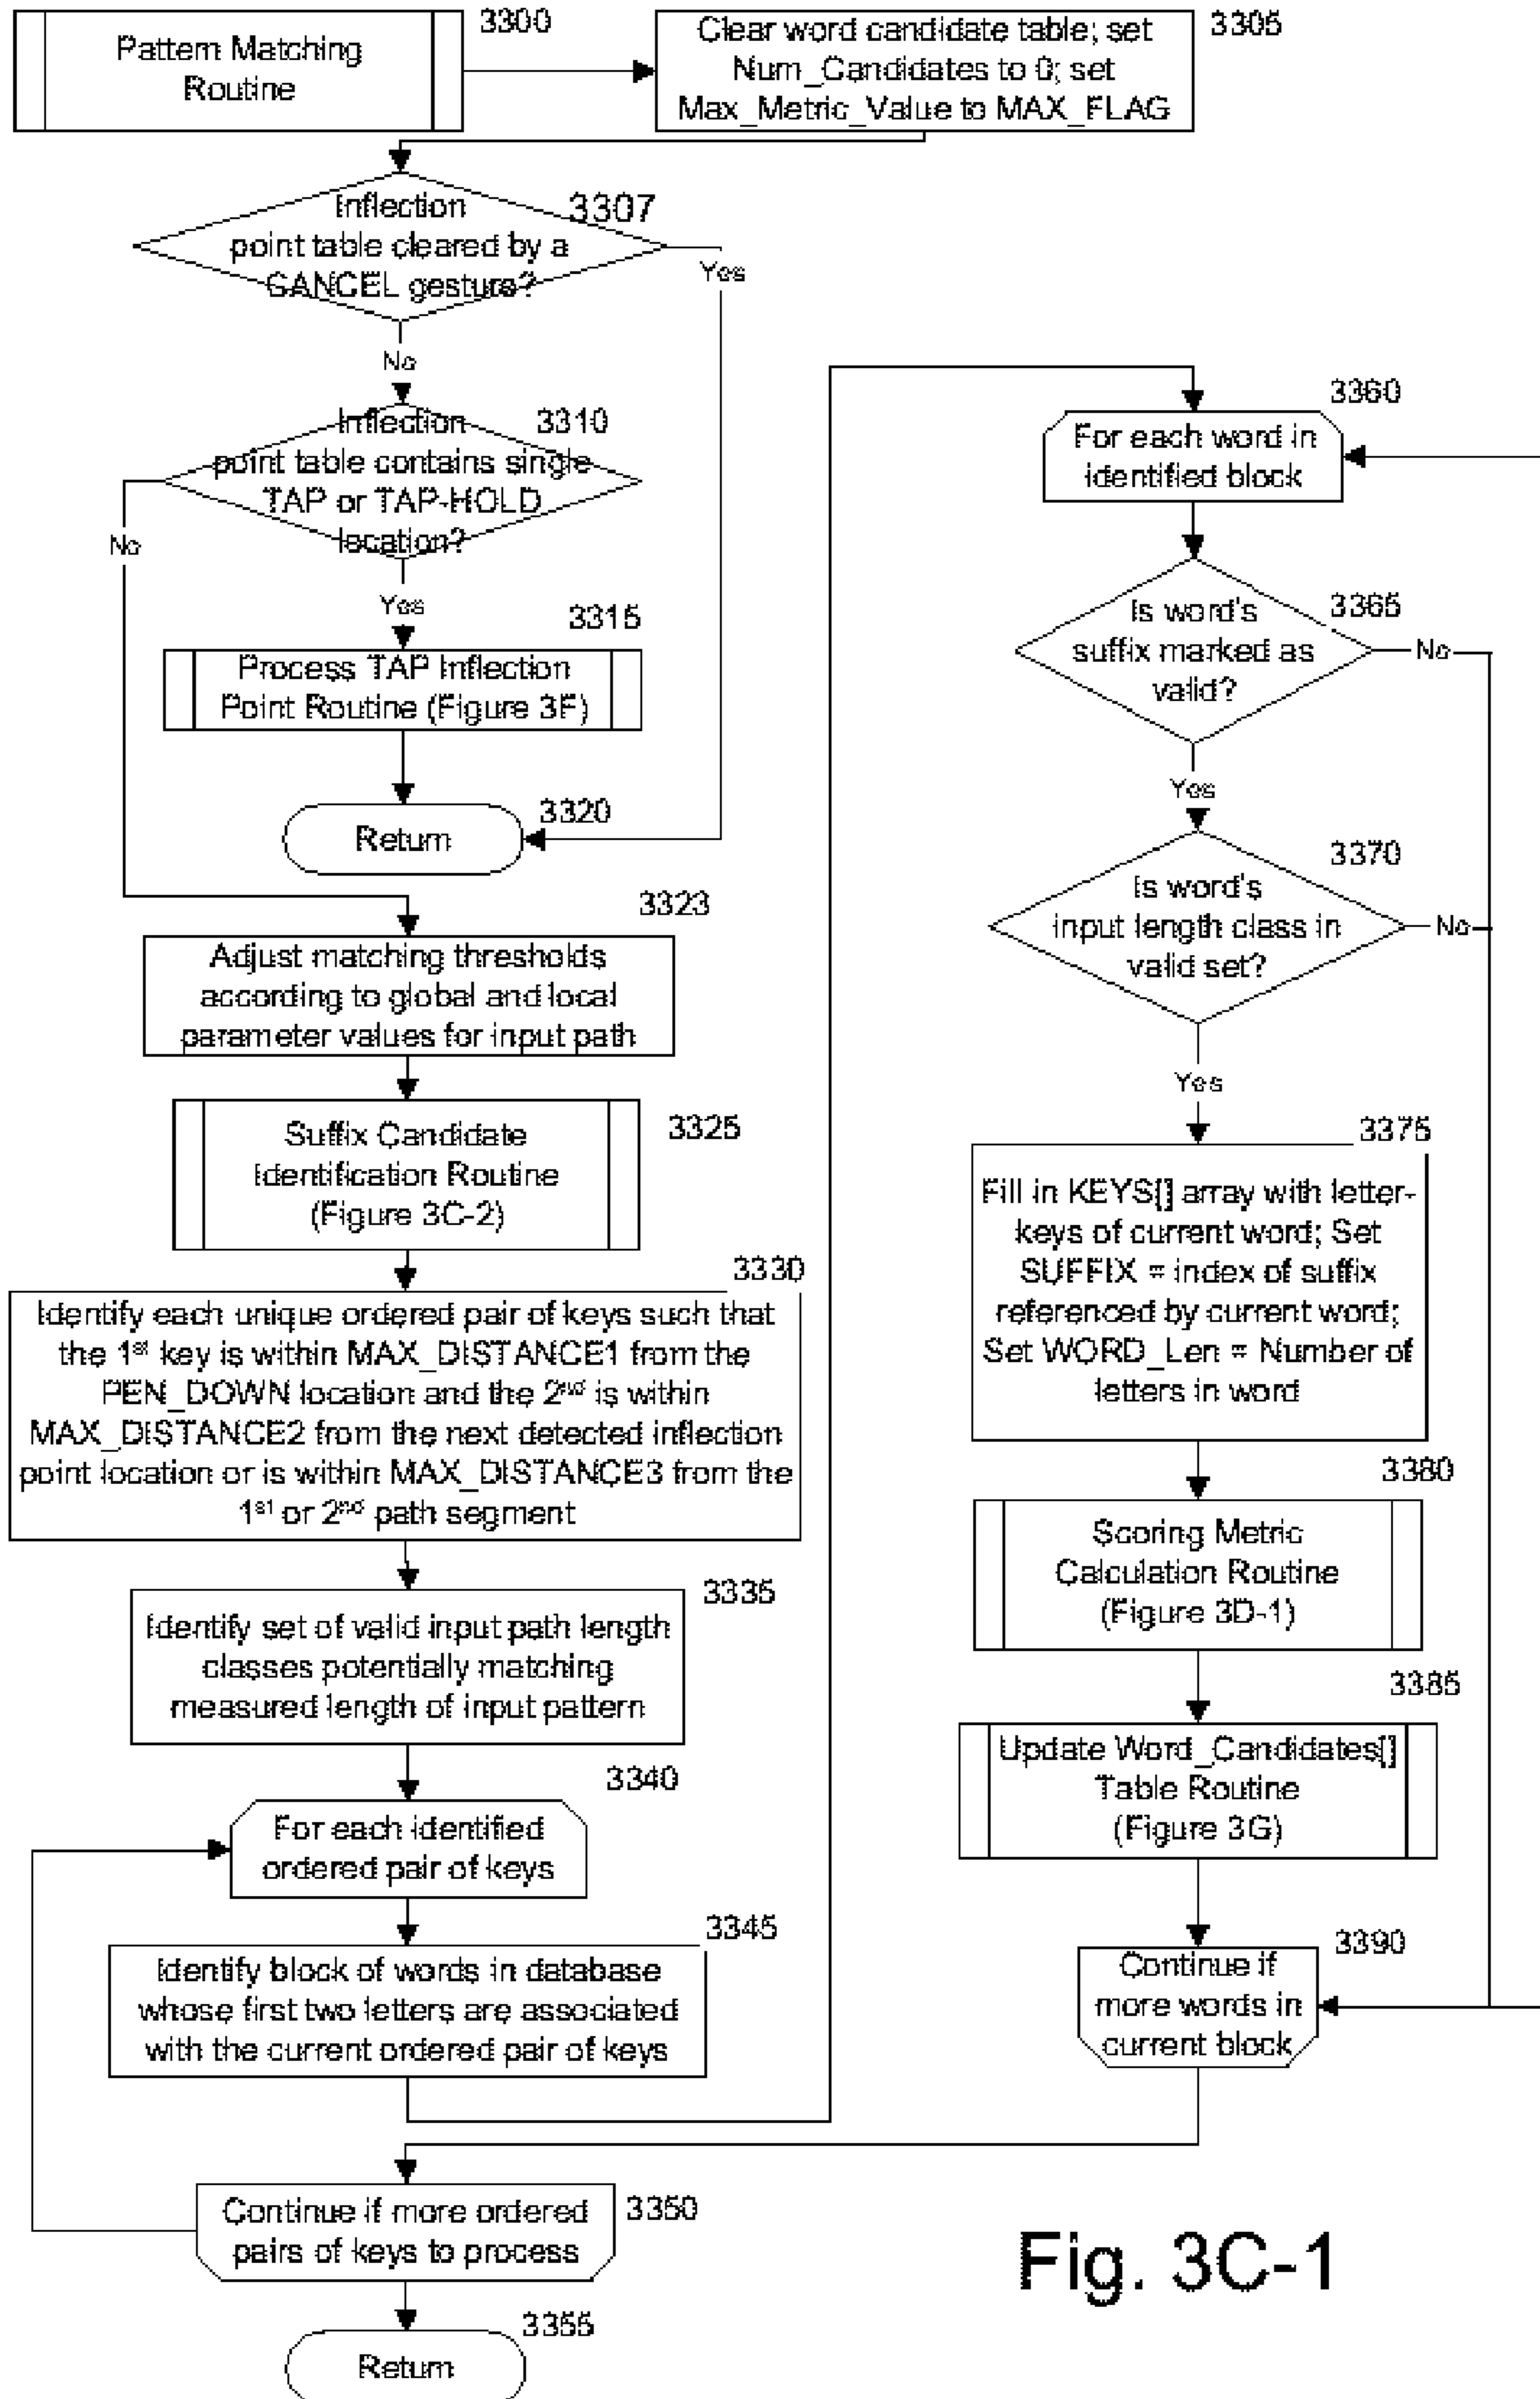 Pattern Matching
Routine
3300
Clear word candidate table; set
Num_Candidates to 0; set
Max_Metric_Value to MAX_FLAG
3305
Inflection
point table cleared by a
CANCEL gesture?
3307
Yes
No
Inflection
point table contains single
TAP or TAP-HOLD
location?
3310
No
Yes
3315
Process TAP Inflection
Point Routine (Figure 3F)
3320
Return
3323
Adjust matching thresholds
according to global and local
parameter values for input path
3325
Suffix Candidate
Identification Routine
(Figure 3C-2)
3330
Identify each unique ordered pair of keys such that
the 1st key is within MAX_DISTANCE1 from the
PEN_DOWN location and the 2nd is within
MAX_DISTANCE2 from the next detected inflection
point location or is within MAX_DISTANCE3 from the
1st or 2nd path segment
3335
Identify set of valid input path length
classes potentially matching
measured length of input pattern
3340
For each identified
ordered pair of keys
3345
Identify block of words in database
whose first two letters are associated
with the current ordered pair of keys
3350
Continue if more ordered
pairs of keys to process
3355
Return
3360
For each word in
identified block
3365
Is word's
suffix marked as
valid?
No
Yes
3370
Is word's
input length class in
valid set?
No
Yes
3375
Fill in KEYS[] array with letter-
keys of current word; Set
SUFFIX = index of suffix
referenced by current word;
Set WORD_Len = Number of
letters in word
3380
Scoring Metric
Calculation Routine
(Figure 3D-1)
3385
Update Word_Candidates[]
Table Routine
(Figure 3G)
3390
Continue if
more words in
current block
Fig. 3C-1